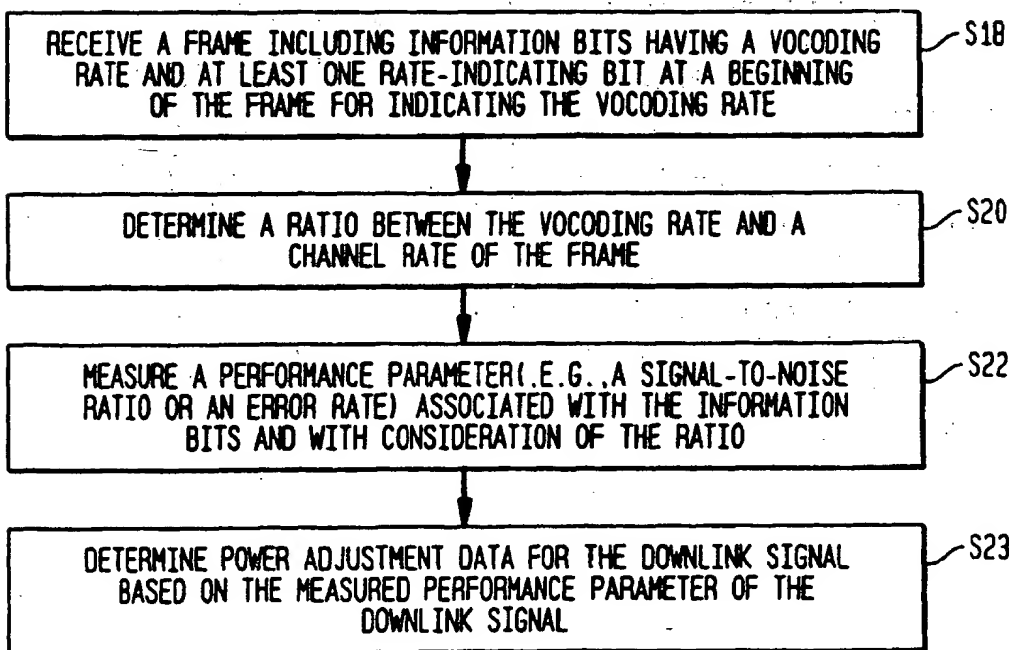 RECEIVE A FRAME INCLUDING INFORMATION BITS HAVING A VOCODING
RATE AND AT LEAST ONE RATE-INDICATING BIT AT A BEGINNING
OF THE FRAME FOR INDICATING THE VOCODING RATE
S18
DETERMINE A RATIO BETWEEN THE VOCODING RATE AND A
CHANNEL RATE OF THE FRAME
S20
MEASURE A PERFORMANCE PARAMETER(.E.G.,A SIGNAL-TO-NOISE
RATIO OR AN ERROR RATE) ASSOCIATED WITH THE INFORMATION
BITS AND WITH CONSIDERATION OF THE RATIO
S22
DETERMINE POWER ADJUSTMENT DATA FOR THE DOWNLINK SIGNAL
BASED ON THE MEASURED PERFORMANCE PARAMETER OF THE
DOWNLINK SIGNAL
S23